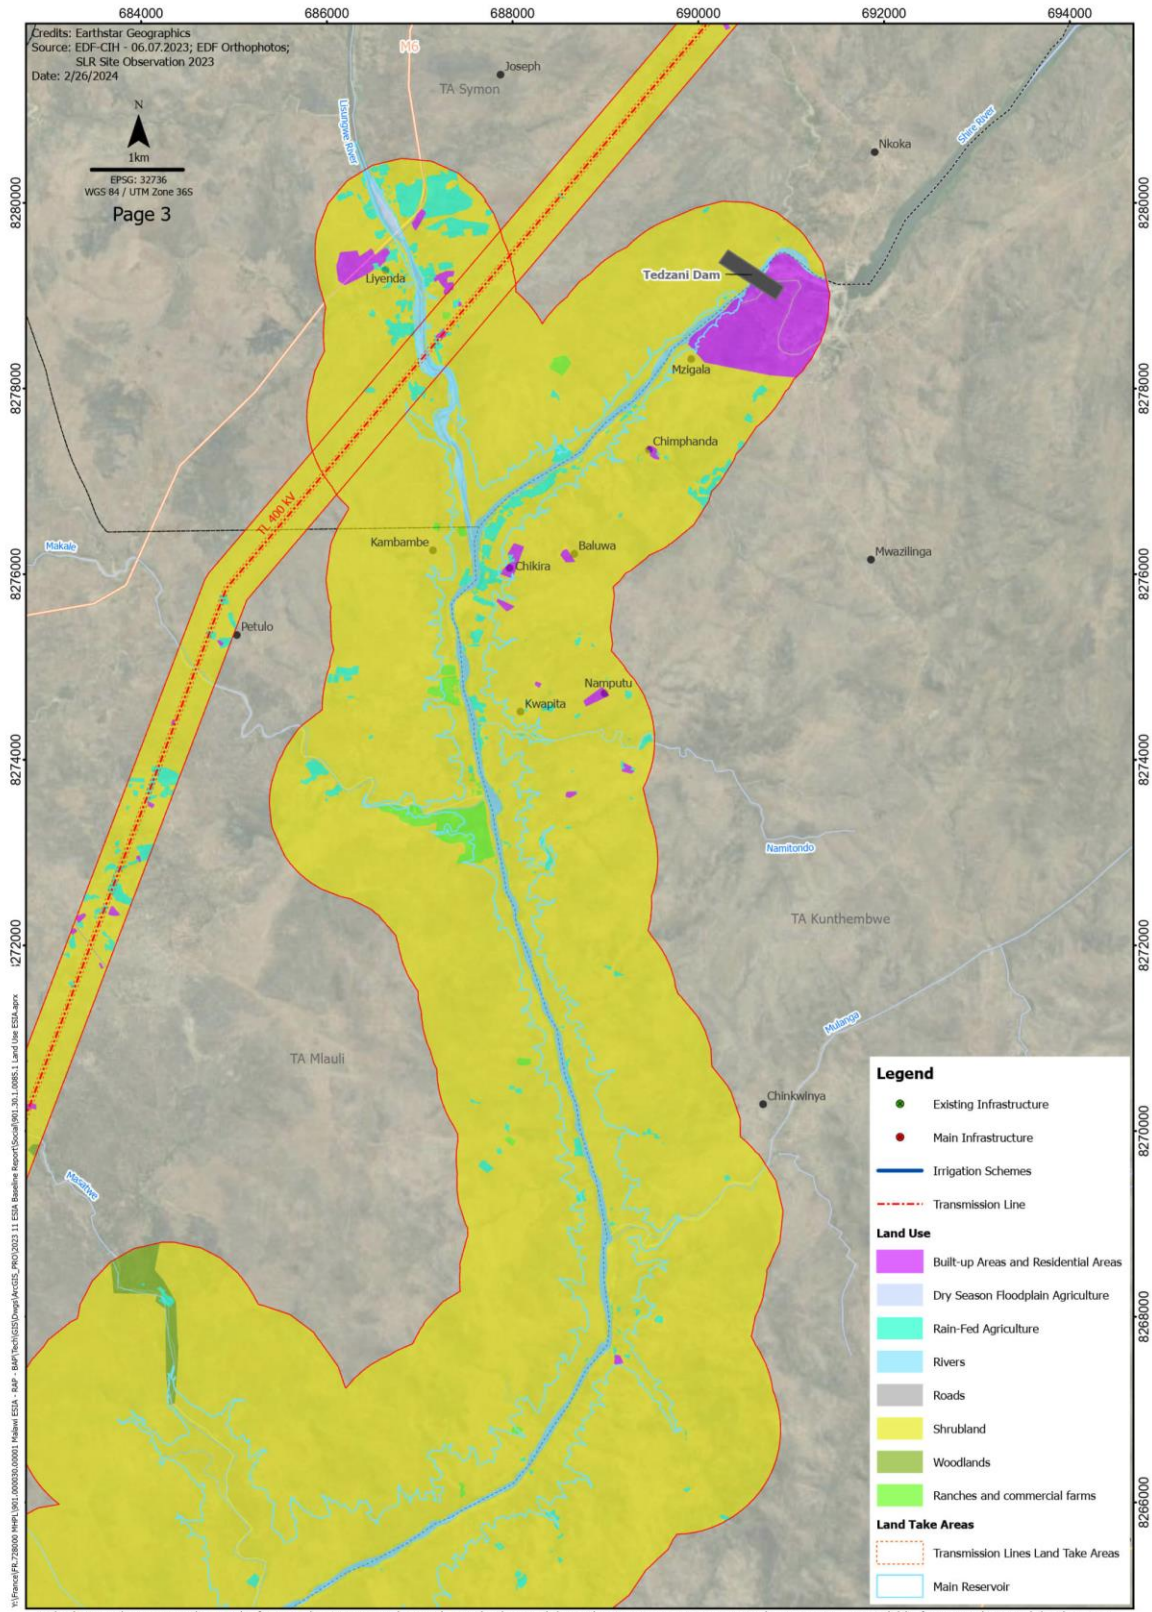 684000
686000
688000
690000
692000
694000
Credits: Earthstar Geographics
Source: EDF-CIH - 06.07.2023; EDF Orthophotos;
SLR Site Observation 2023
Date: 2/26/2024
N
1km
EPSG: 32736
WGS 84 / UTM Zone 36S
Page 3
M6
Joseph
TA Symon
Lisungwe River
Shire River
Nkoka
8280000
8280000
Liyenda
Tedzani Dam
Mzigala
8278000
8278000
Chimphanda
TL 400 KV
Makale
Kambambe
Baluwa
Chikira
Mwazilinga
8276000
8276000
Petulo
Namputu
Kwapita
8274000
8274000
Namitondo
TA Kunthembwe
8272000
8272000
Mulanga
TA Mlauli
Chinkwinya
8270000
8268000
8266000
Legend
Existing Infrastructure
Main Infrastructure
Irrigation Schemes
Transmission Line
Land Use
Built-up Areas and Residential Areas
Dry Season Floodplain Agriculture
Rain-Fed Agriculture
Rivers
Roads
Shrubland
Woodlands
Ranches and commercial farms
Land Take Areas
Transmission Lines Land Take Areas
Main Reservoir